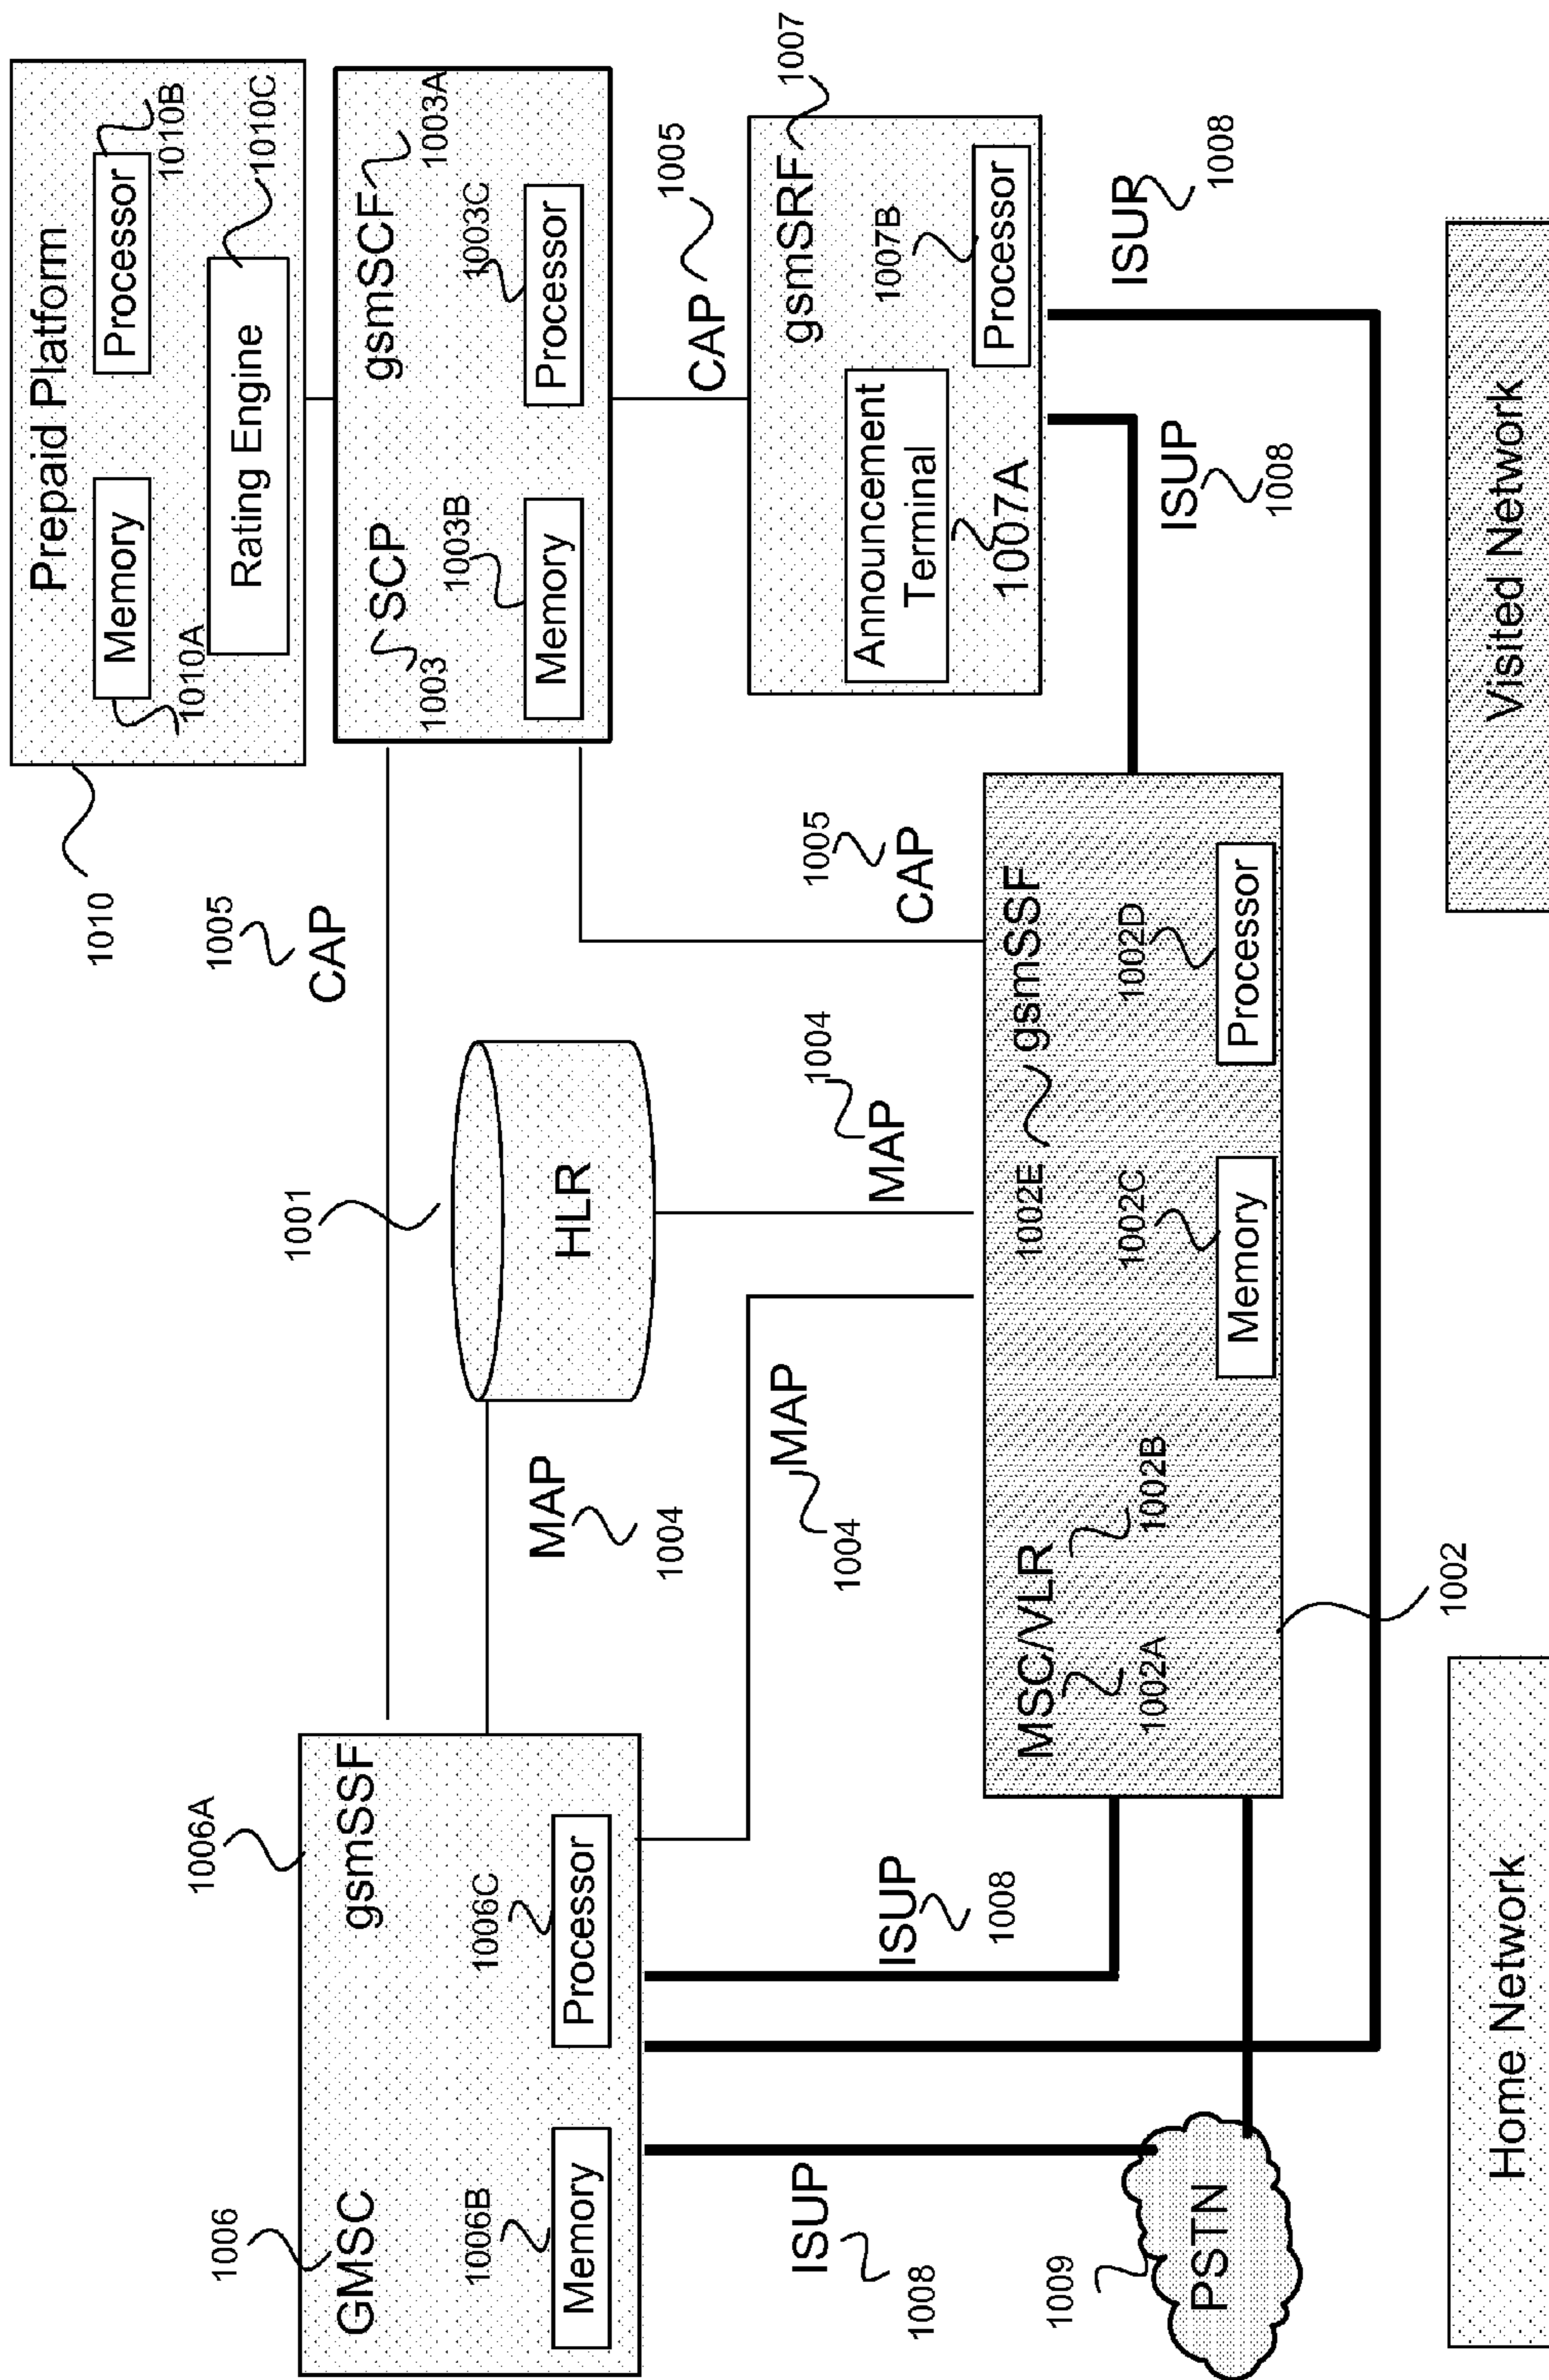 Prepaid Platform
Memory
Processor
1010A
1010B
Rating Engine
1010C
1010
SCP
gsmSCF
1003
1003A
1003B
1003C
Memory
Processor
1005
CAP
CAP
1005
gsmSRF
1007
Announcement
Terminal
1007A
1007B
Processor
ISUP
1008
ISUP
1008
1001
HLR
MAP
1004
MAP
1004
MAP
1004
1005
CAP
1006
GMSC
1006A
gsmSSF
1006B
Memory
1006C
Processor
MSC/VLR
1002A
1002B
1002E
gsmSSF
1002C
Memory
1002D
Processor
1002
ISUP
1008
ISUP
1008
1009
PSTN
Home Network
Visited Network